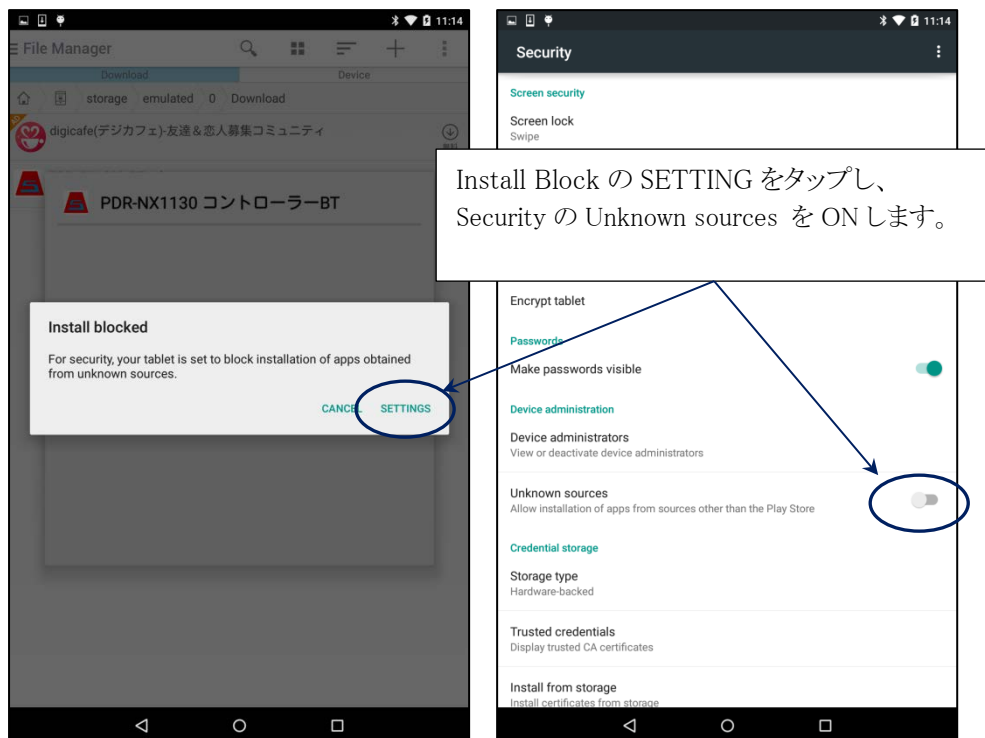 11:14
File Manager
Download
Device
storage emulated 0 Download
digicafe(デジカフェ)-友達&恋人募集コミュニティ
PDR-NX1130 コントローラーBT
Install blocked
For security, your tablet is set to block installation of apps obtained
from unknown sources.
SETTINGS
11:14
Security
Screen security
Screen lock
Swipe
Install Block の SETTING をタップし、
Security の Unknown sources を ON します。
Encrypt tablet
Passwords
Make passwords visible
Device administration
Device administrators
View or deactivate device administrators
Unknown sources
Allow installation of apps from sources other than the Play Store
Credential storage
Storage type
Hardware-backed
Trusted credentials
Display trusted CA certificates
Install from storage
Install certificates from storage